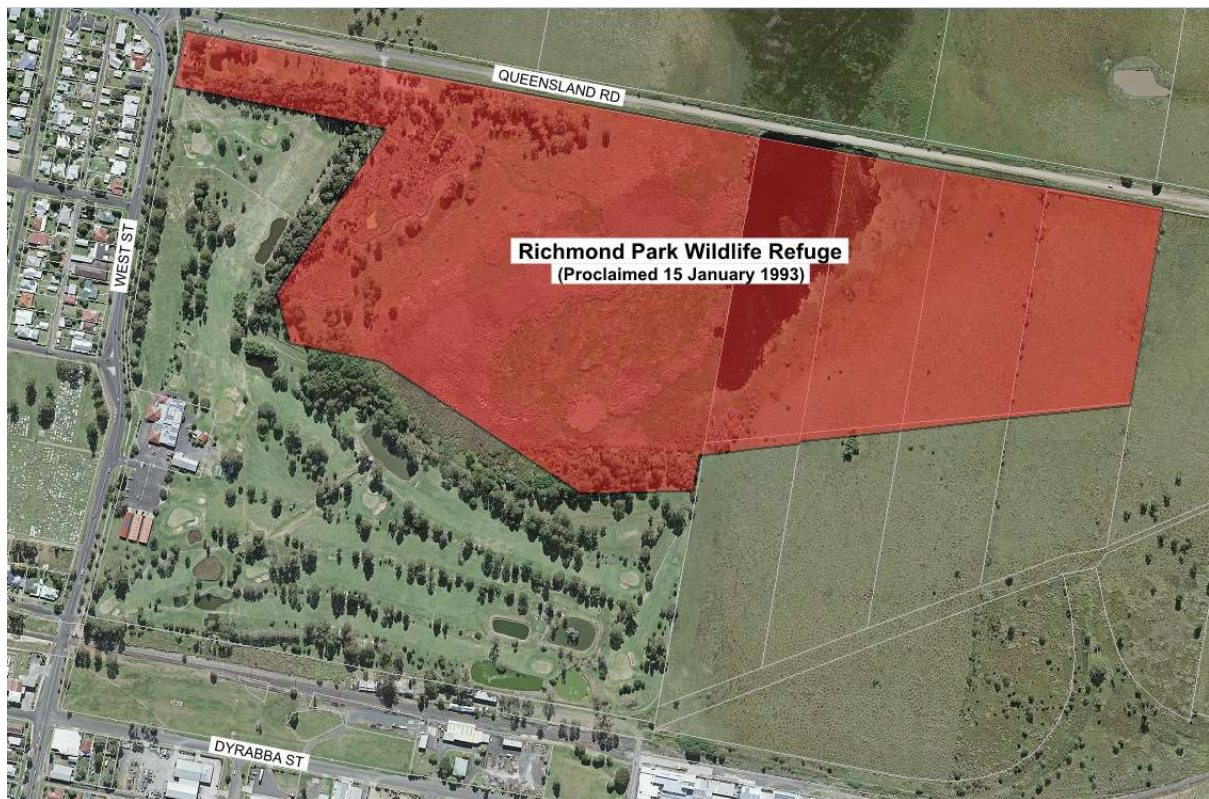 QUEENSLAND RD
WEST ST
Richmond Park Wildlife Refuge
(Proclaimed 15 January 1993)
DYRABBA ST